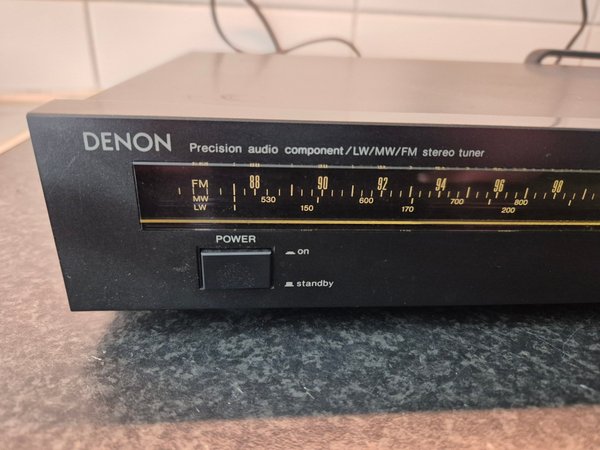 DENON Precision audio component/LW/MW/FM stereo tuner
FM 88 90 92 94 96 98
MW 530 600 700 800
LW 150 170 200
POWER
on
standby